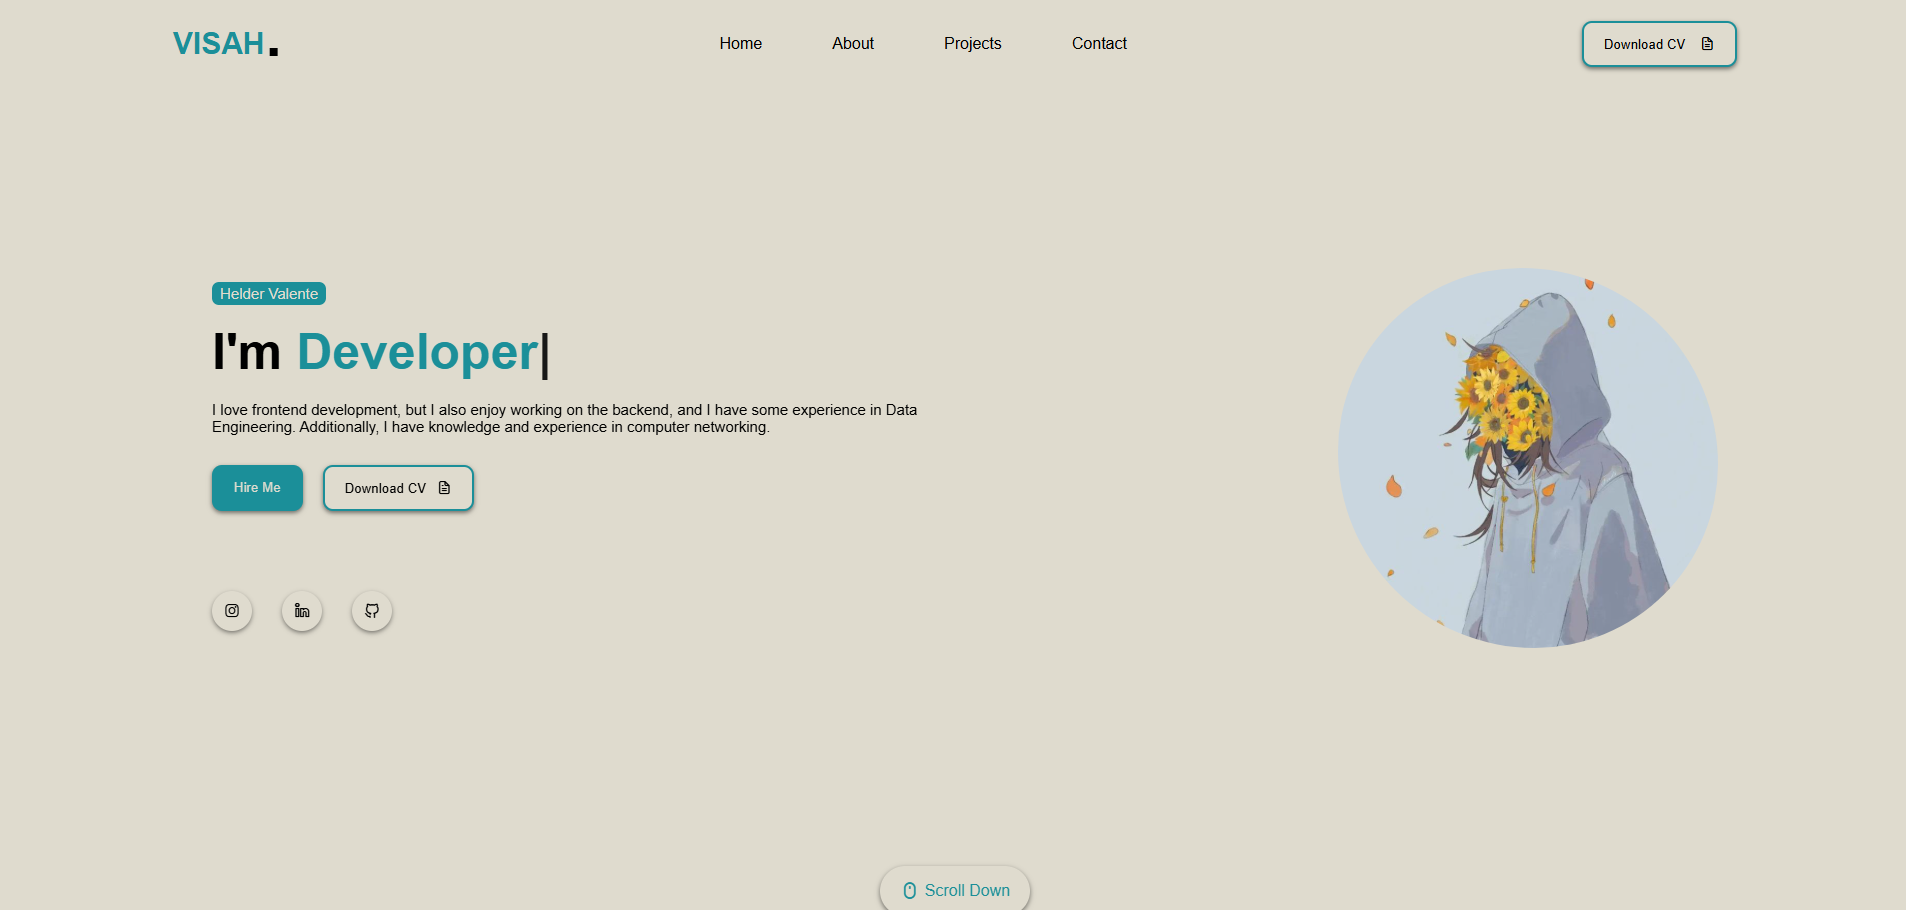 VISAH.
Home
About
Projects
Contact
Download CV
Helder Valente
I'm Developer|
I love frontend development, but I also enjoy working on the backend, and I have some experience in Data
Engineering. Additionally, I have knowledge and experience in computer networking.
Hire Me
Download CV
Scroll Down